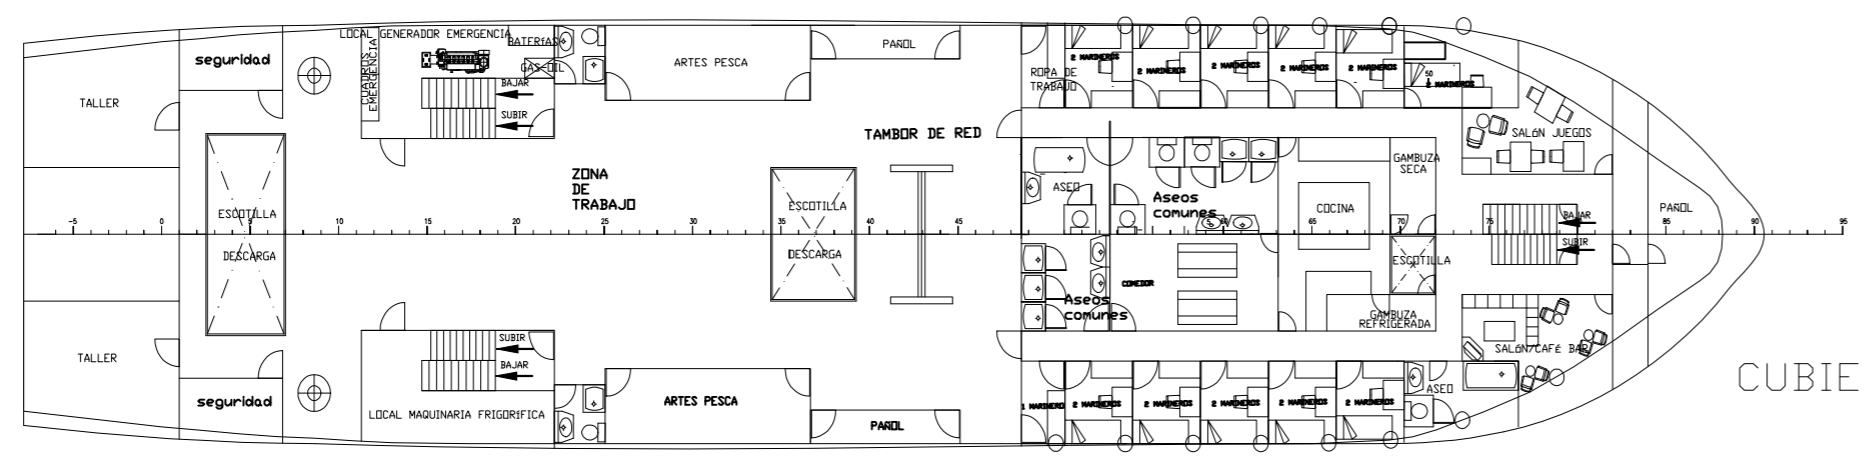 LOCAL GENERADOR EMERGENCIA
BATERíAS
PAÑOL
seguridad
ARTES PESCA
GAS-OIL
CUADROS
EMERGENCIA
BAJAR
SUBIR
TALLER
ROPA DE
TRABAJO
2 MARINEROS
2 MARINEROS
2 MARINEROS
2 MARINEROS
2 MARINEROS
50
2 MARINEROS
TAMBOR DE RED
SALóN JUEGOS
GAMBUZA
SECA
ZONA
DE
TRABAJO
ASEO
Aseos
comunes
COCINA
ESCOTILLA
ESCOTILLA
PAÑOL
-5 0 5 10 15 20 25 30 35 40 45 65 70 75 85 90 95
BAJAR
SUBIR
DESCARGA
DESCARGA
ESCOTILLA
COMEDOR
Aseos
comunes
GAMBUZA
REFRIGERADA
SUBIR
BAJAR
TALLER
SALóN/CAFé BAR
ASEO
CUBIE
seguridad
LOCAL MAQUINARIA FRIGORíFICA
ARTES PESCA
PAÑOL
1 MARINERO
2 MARINEROS
2 MARINEROS
2 MARINEROS
2 MARINEROS
2 MARINEROS